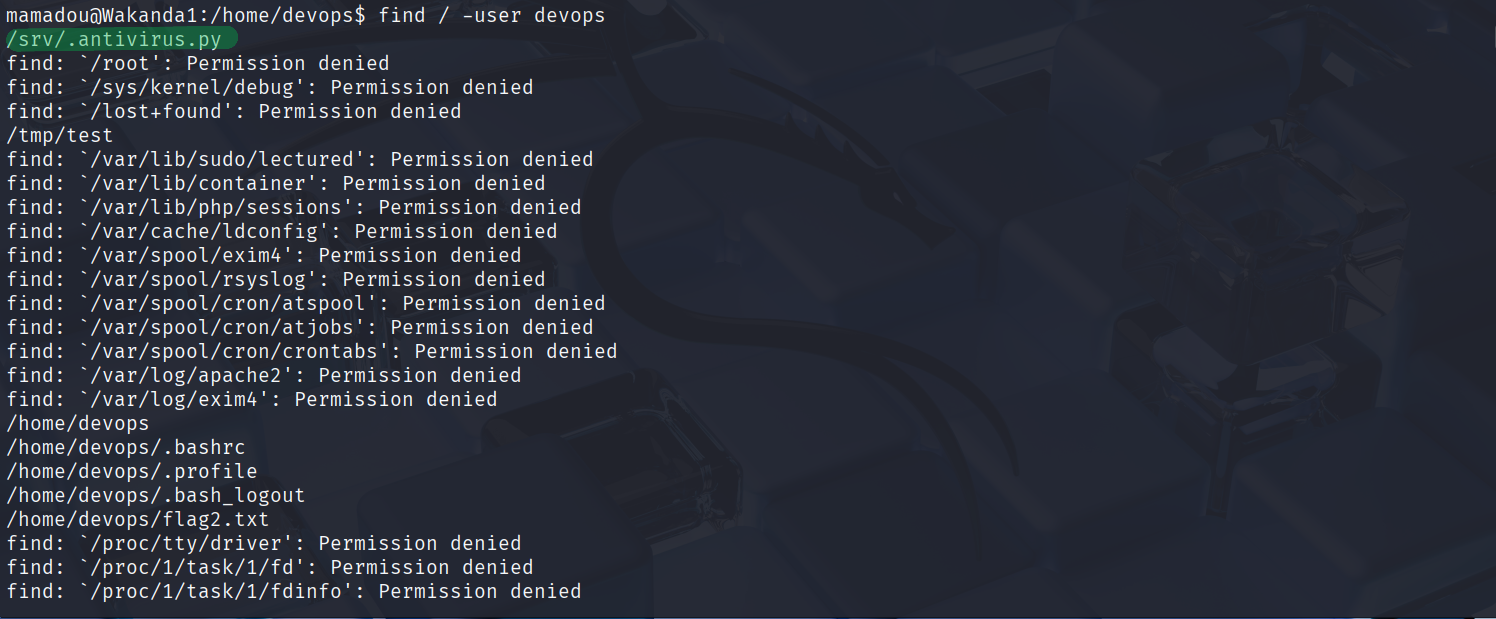 mamadou@Wakanda1:/home/devops$ find / -user devops
/srv/.antivirus.py
find: `/root': Permission denied
find: `/sys/kernel/debug': Permission denied
find: `/lost+found': Permission denied
/tmp/test
find: `/var/lib/sudo/lectured': Permission denied
find: `/var/lib/container': Permission denied
find: `/var/lib/php/sessions': Permission denied
find: `/var/cache/ldconfig': Permission denied
find: `/var/spool/exim4': Permission denied
find: `/var/spool/rsyslog': Permission denied
find: `/var/spool/cron/atspool': Permission denied
find: `/var/spool/cron/atjobs': Permission denied
find: `/var/spool/cron/crontabs': Permission denied
find: `/var/log/apache2': Permission denied
find: `/var/log/exim4': Permission denied
/home/devops
/home/devops/.bashrc
/home/devops/.profile
/home/devops/.bash_logout
/home/devops/flag2.txt
find: `/proc/tty/driver': Permission denied
find: `/proc/1/task/1/fd': Permission denied
find: `/proc/1/task/1/fdinfo': Permission denied